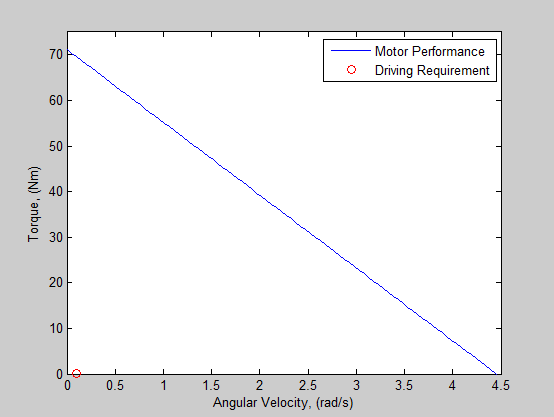 Motor Performance
Driving Requirement
70
60
50
40
30
20
10
0
Torque, (Nm)
0 0.5 1 1.5 2 2.5 3 3.5 4 4.5 5
Angular Velocity, (rad/s)